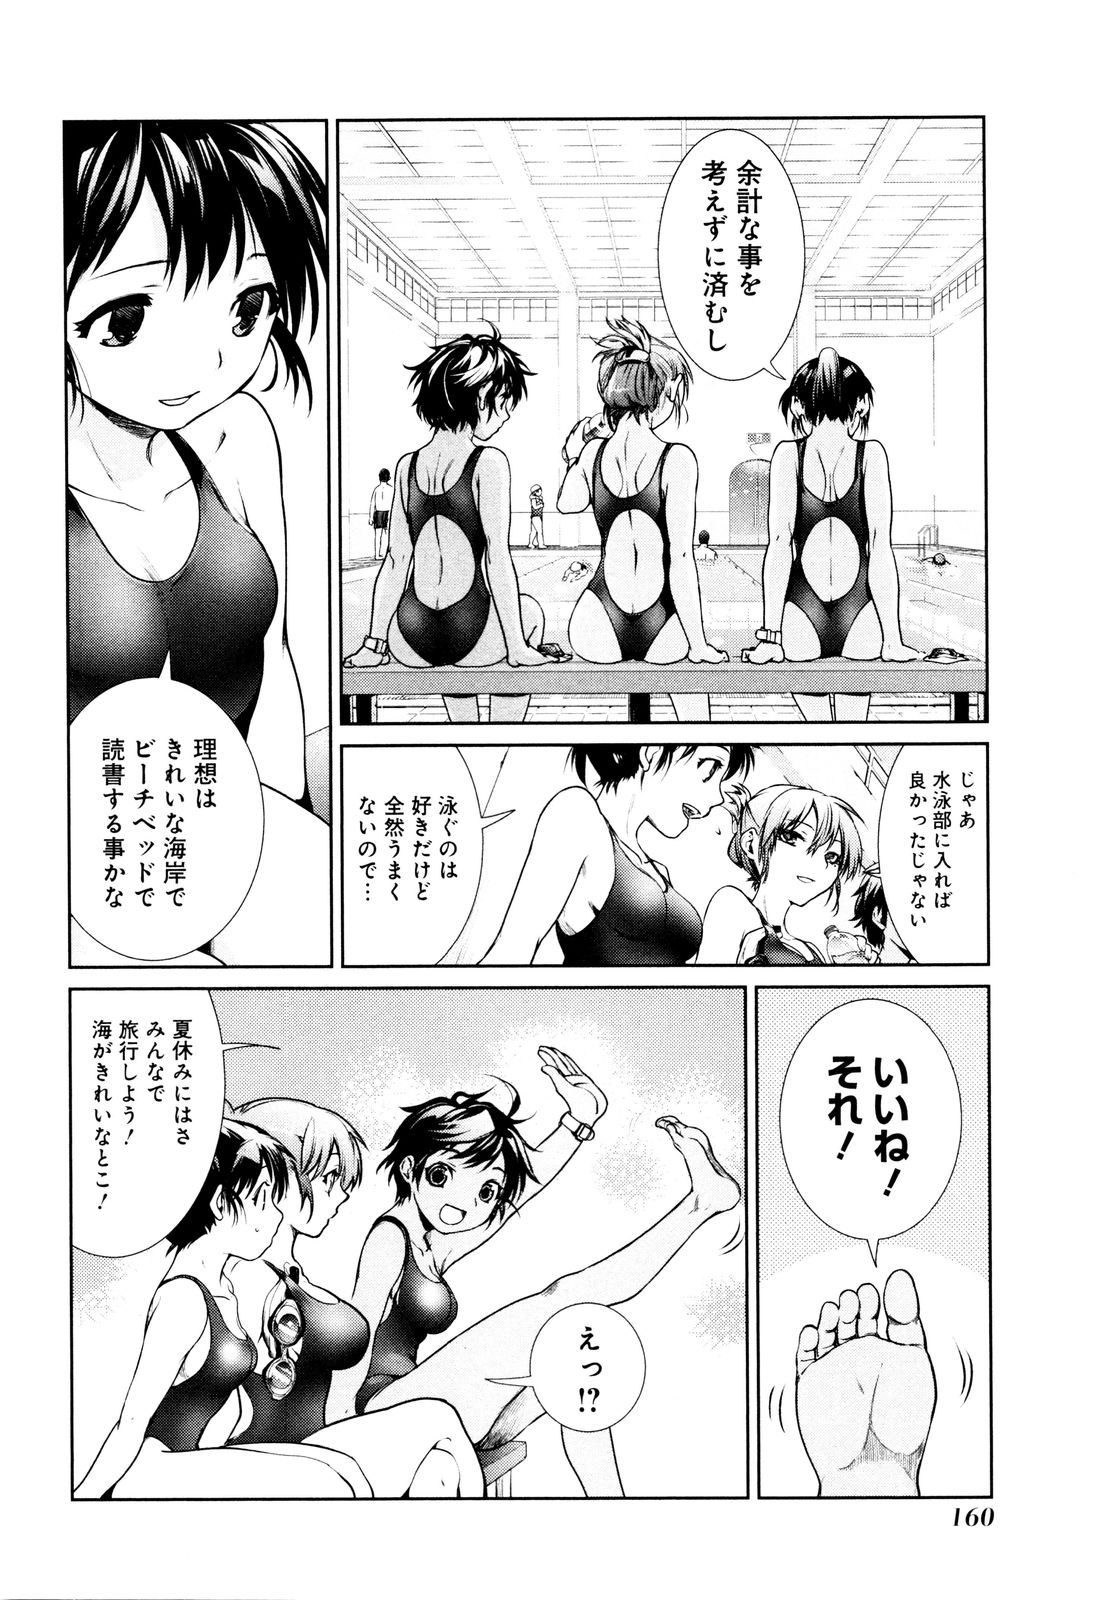 余計な事を
考えずに済むし
じゃあ
水泳部に入れば
良かったじゃない
泳ぐのは
好きだけど
全然うまく
ないので…
理想は
きれいな海岸で
ビーチベッドで
読書する事かな
いいね！
それ！
夏休みにはさ
みんなで
旅行しよう！
海がきれいなとこ！
えっ!?
160